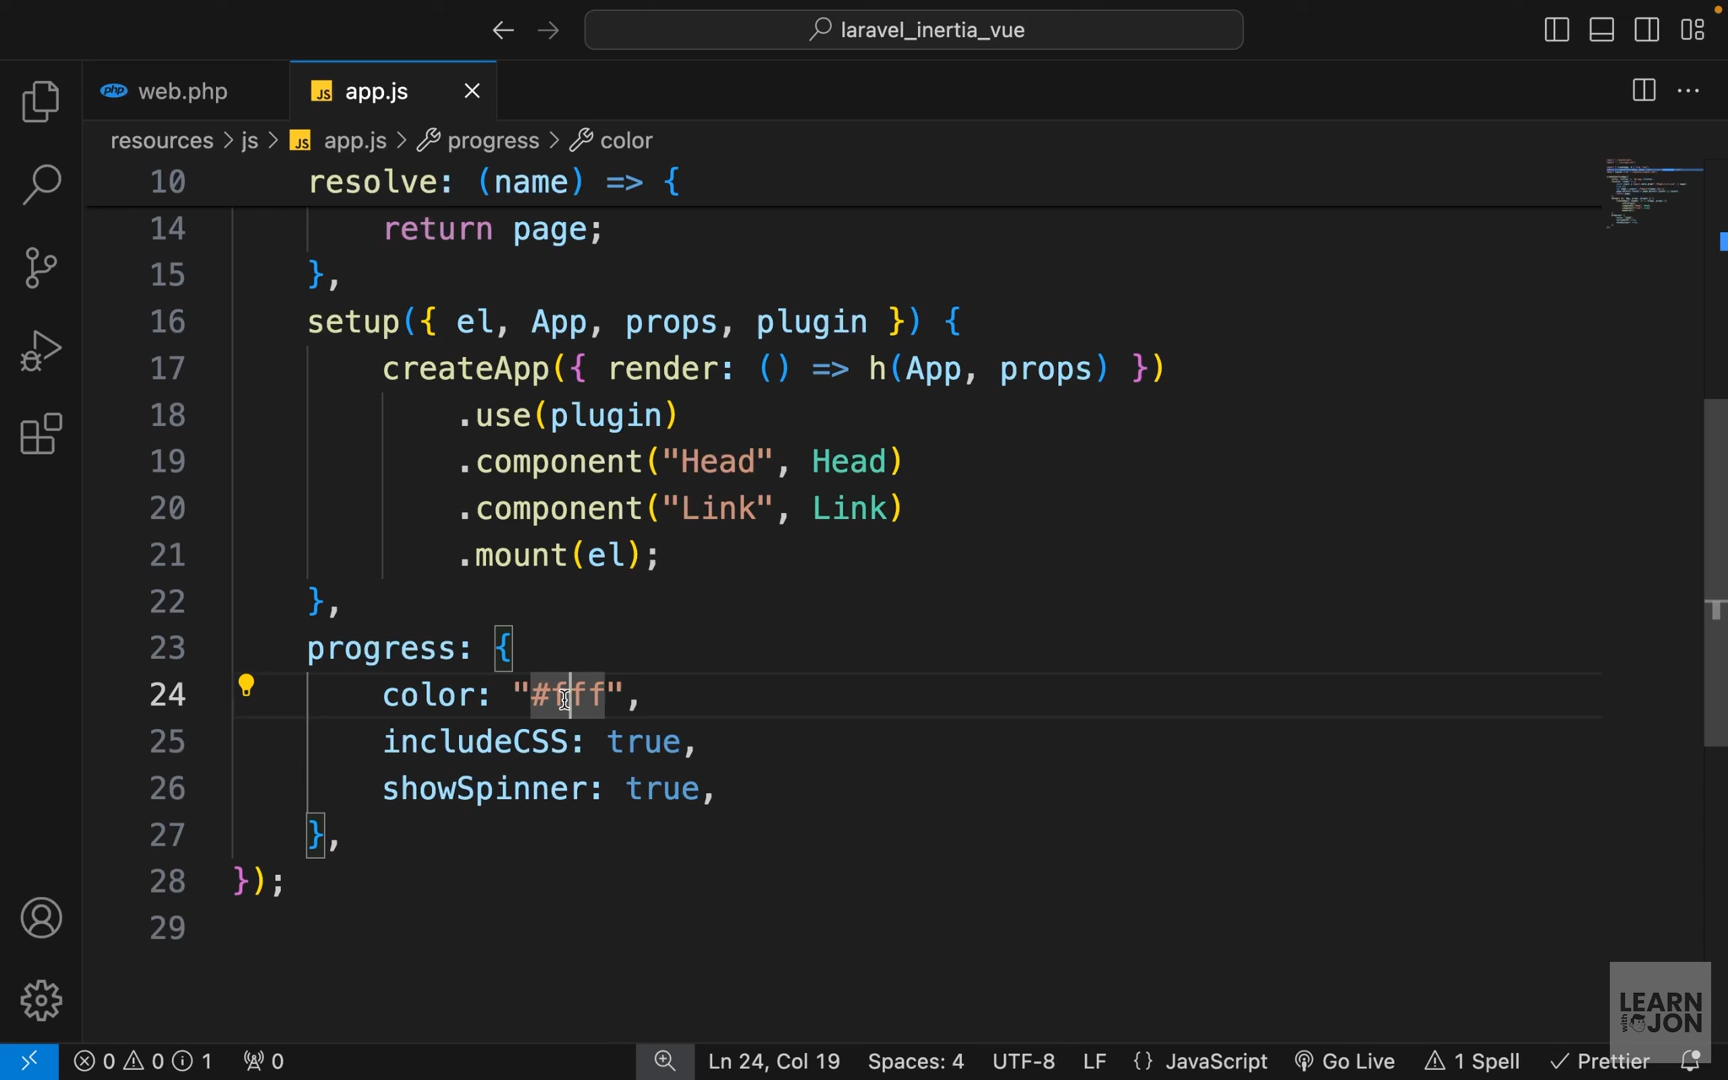 laravel_inertia_vue
web.php
app.js
resources > js > app.js > progress > color
10 resolve: (name) => {
14 return page;
15 },
16 setup({ el, App, props, plugin }) {
17 createApp({ render: () => h(App, props) })
18 .use(plugin)
19 .component("Head", Head)
20 .component("Link", Link)
21 .mount(el);
22 },
23 progress: {
24 color: "#fff",
25 includeCSS: true,
26 showSpinner: true,
27 },
28 });
29
LEARN
with
JON
0 0 1 0 Ln 24, Col 19 Spaces: 4 UTF-8 LF {} JavaScript Go Live 1 Spell Prettier